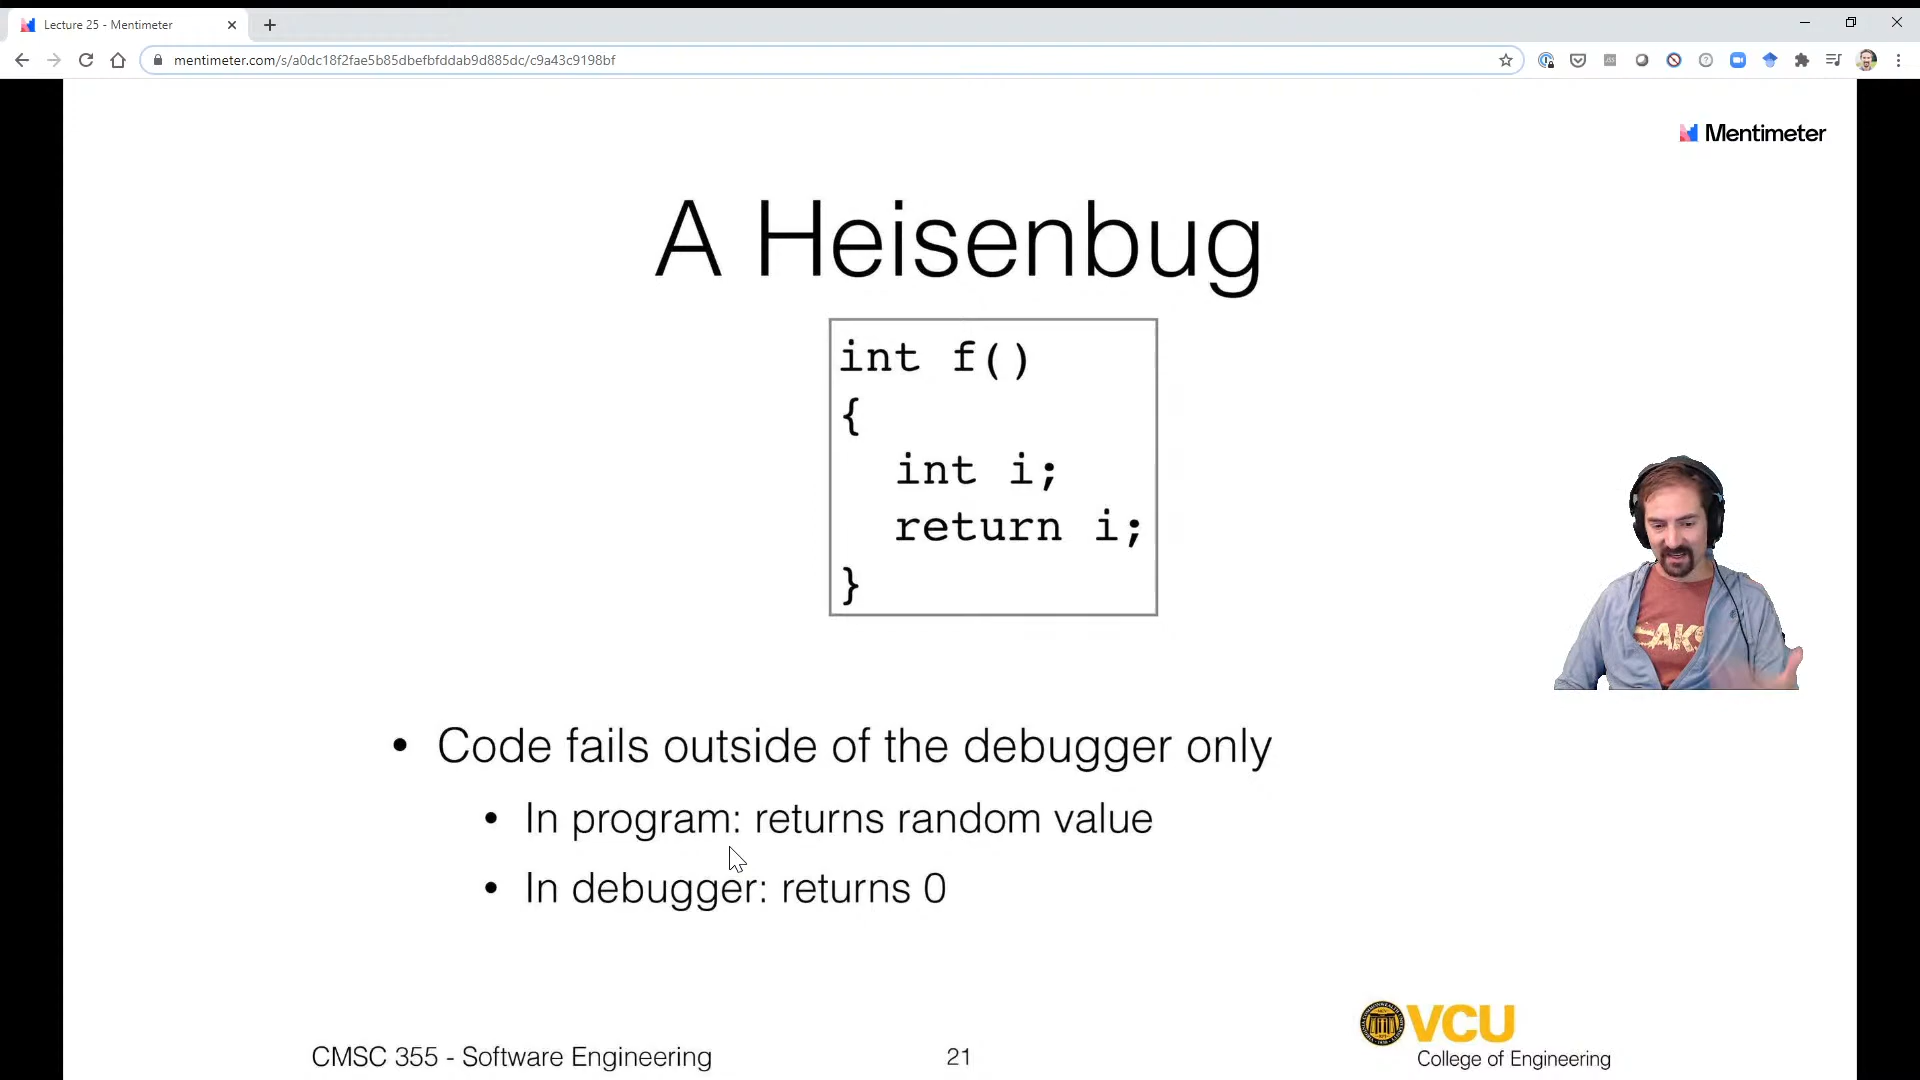 Lecture 25 - Mentimeter
mentimeter.com/s/a0dc18f2fae5b85dbefbfddab9d885dc/c9a43c9198bf
Mentimeter
A Heisenbug
int f()
{
int i;
return i;
}
AKS
• Code fails outside of the debugger only
• In program: returns random value
• In debugger: returns 0
VCU
College of Engineering
CMSC 355 - Software Engineering
21